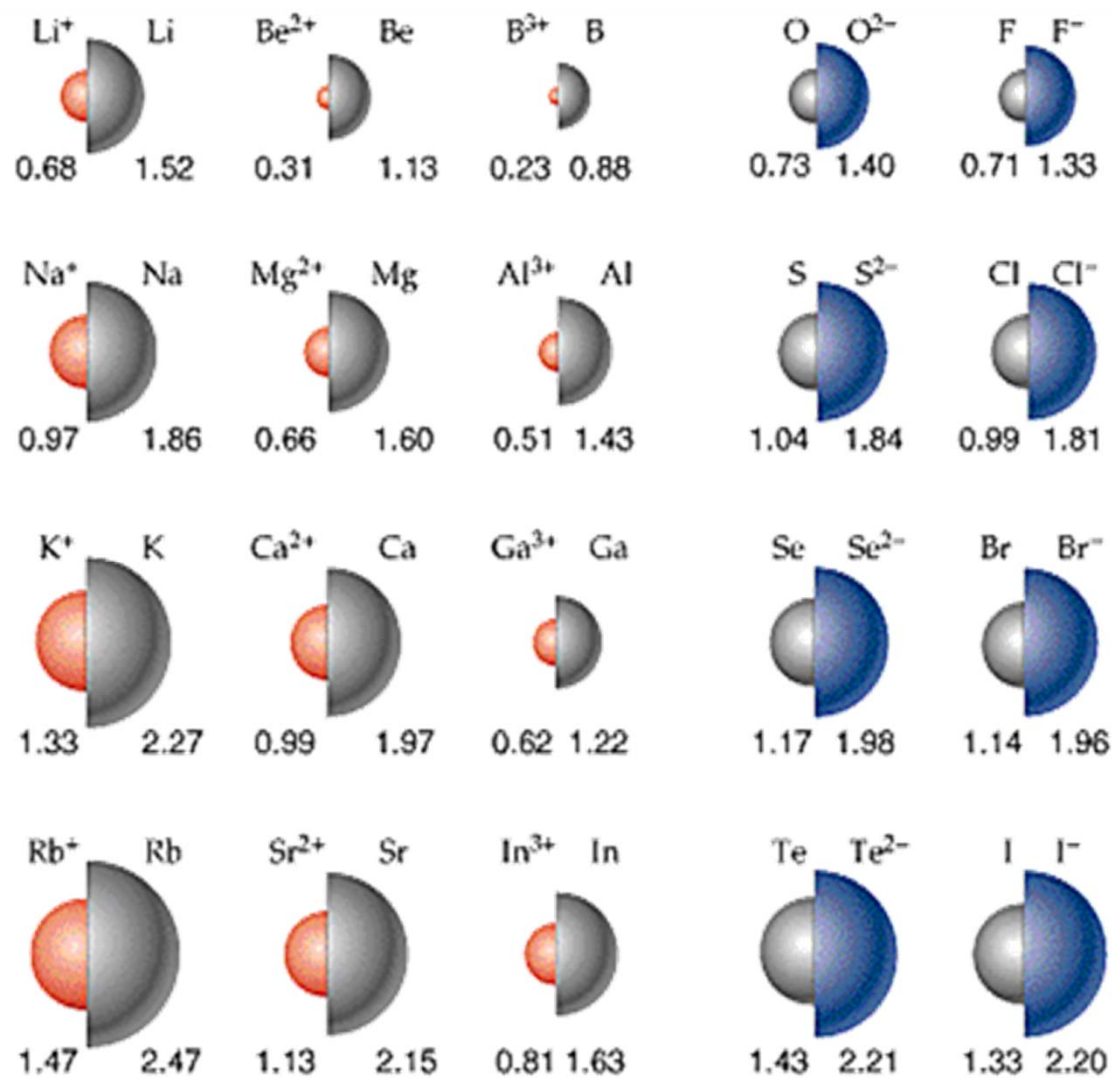 Li⁺ Li Be²⁺ Be B³⁺ B O O²⁻ F F⁻
0.68 1.52 0.31 1.13 0.23 0.88 0.73 1.40 0.71 1.33
Na⁺ Na Mg²⁺ Mg Al³⁺ Al S S²⁻ Cl Cl⁻
0.97 1.86 0.66 1.60 0.51 1.43 1.04 1.84 0.99 1.81
K⁺ K Ca²⁺ Ca Ga³⁺ Ga Se Se²⁻ Br Br⁻
1.33 2.27 0.99 1.97 0.62 1.22 1.17 1.98 1.14 1.96
Rb⁺ Rb Sr²⁺ Sr In³⁺ In Te Te²⁻ I I⁻
1.47 2.47 1.13 2.15 0.81 1.63 1.43 2.21 1.33 2.20